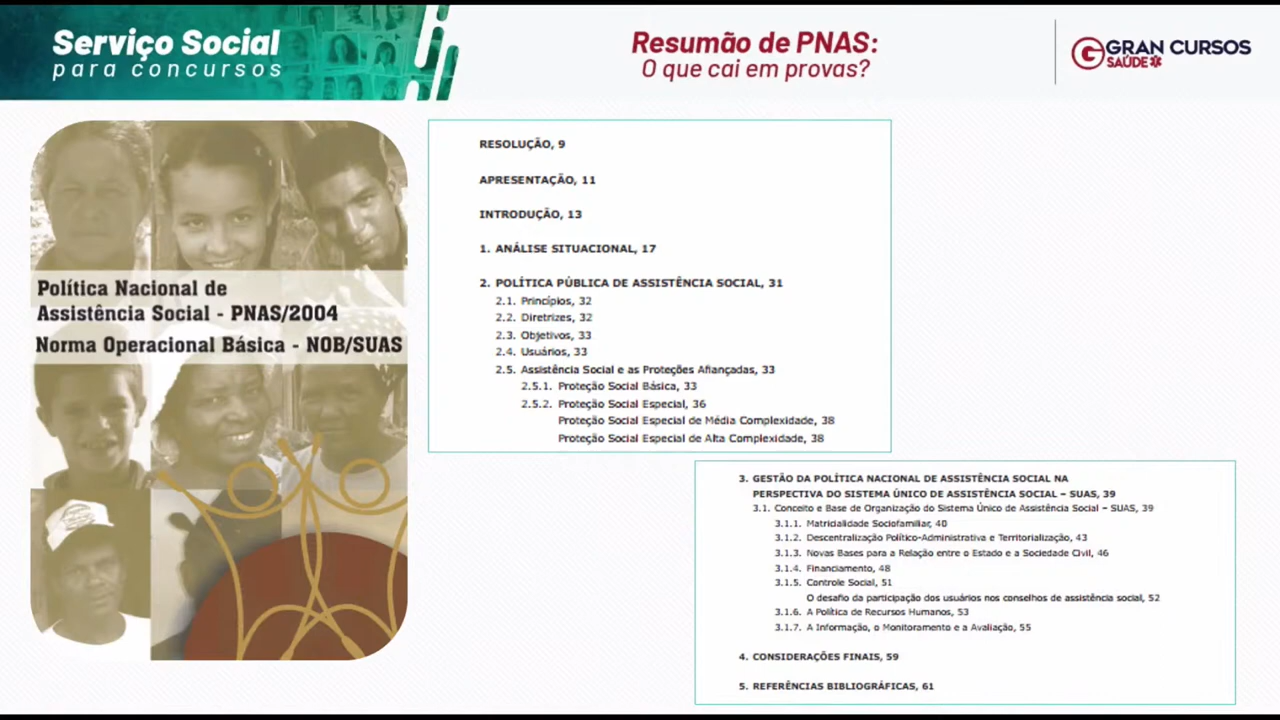 Serviço Social
para concursos
Resumão de PNAS:
O que cai em provas?
GRAN CURSOS
SAÚDE
Política Nacional de
Assistência Social - PNAS/2004
Norma Operacional Básica - NOB/SUAS
RESOLUÇÃO, 9
APRESENTAÇÃO, 11
INTRODUÇÃO, 13
1. ANÁLISE SITUACIONAL, 17
2. POLÍTICA PÚBLICA DE ASSISTÊNCIA SOCIAL, 31
2.1. Princípios, 32
2.2. Diretrizes, 32
2.3. Objetivos, 33
2.4. Usuários, 33
2.5. Assistência Social e as Proteções Afiançadas, 33
2.5.1. Proteção Social Básica, 33
2.5.2. Proteção Social Especial, 36
Proteção Social Especial de Média Complexidade, 38
Proteção Social Especial de Alta Complexidade, 38
3. GESTÃO DA POLÍTICA NACIONAL DE ASSISTÊNCIA SOCIAL NA
PERSPECTIVA DO SISTEMA ÚNICO DE ASSISTÊNCIA SOCIAL – SUAS, 39
3.1. Conceito e Base de Organização do Sistema Único de Assistência Social – SUAS, 39
3.1.1. Matricialidade Sociofamiliar, 40
3.1.2. Descentralização Político-Administrativa e Territorialização, 43
3.1.3. Novas Bases para a Relação entre o Estado e a Sociedade Civil, 46
3.1.4. Financiamento, 48
3.1.5. Controle Social, 51
O desafio da participação dos usuários nos conselhos de assistência social, 52
3.1.6. A Política de Recursos Humanos, 53
3.1.7. A Informação, o Monitoramento e a Avaliação, 55
4. CONSIDERAÇÕES FINAIS, 59
5. REFERÊNCIAS BIBLIOGRÁFICAS, 61